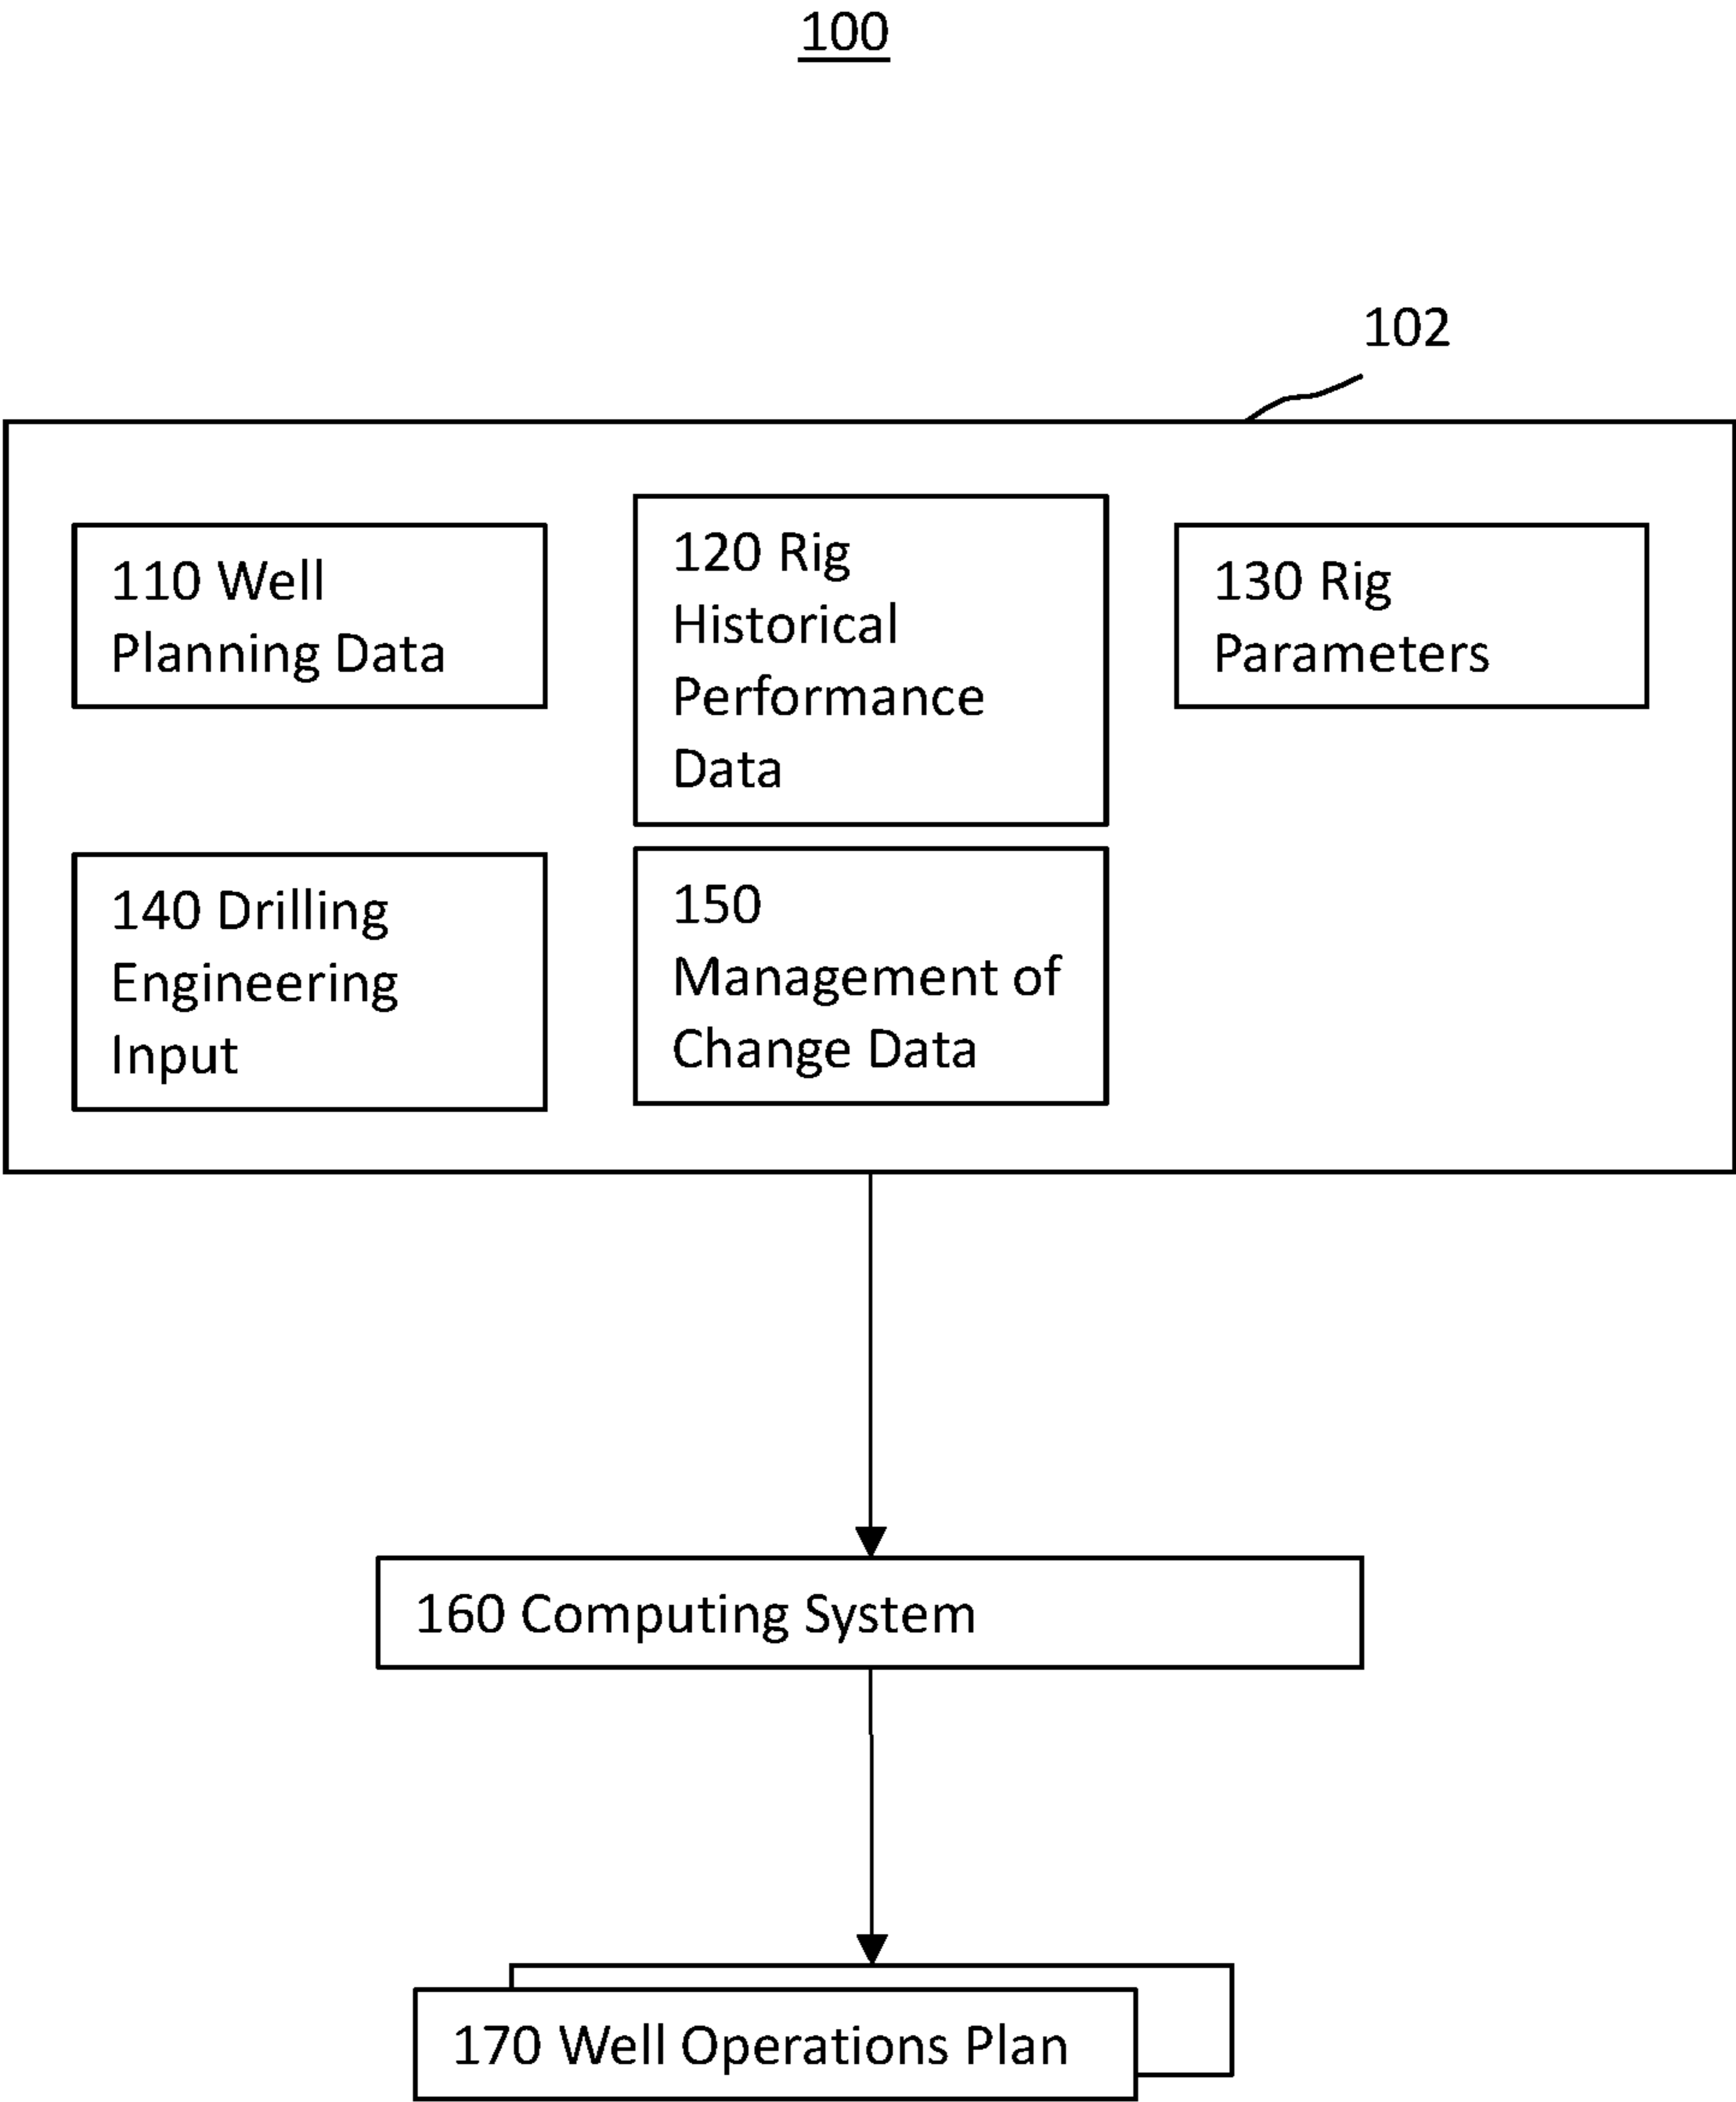 100
102
110 Well
Planning Data
120 Rig
Historical
Performance
Data
130 Rig
Parameters
140 Drilling
Engineering
Input
150
Management of
Change Data
160 Computing System
170 Well Operations Plan